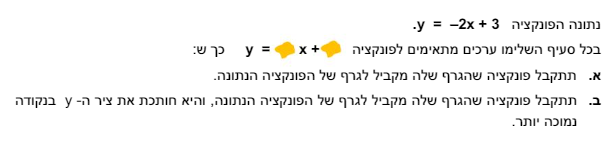 נתונה הפונקציה y = –2x + 3.
בכל סעיף השלימו ערכים מתאימים לפונקציה y = x + כך ש:
א. תתקבל פונקציה שהגרף שלה מקביל לגרף של הפונקציה הנתונה.
ב. תתקבל פונקציה שהגרף שלה מקביל לגרף של הפונקציה הנתונה, והיא חותכת את ציר ה- y בנקודה
נמוכה יותר.